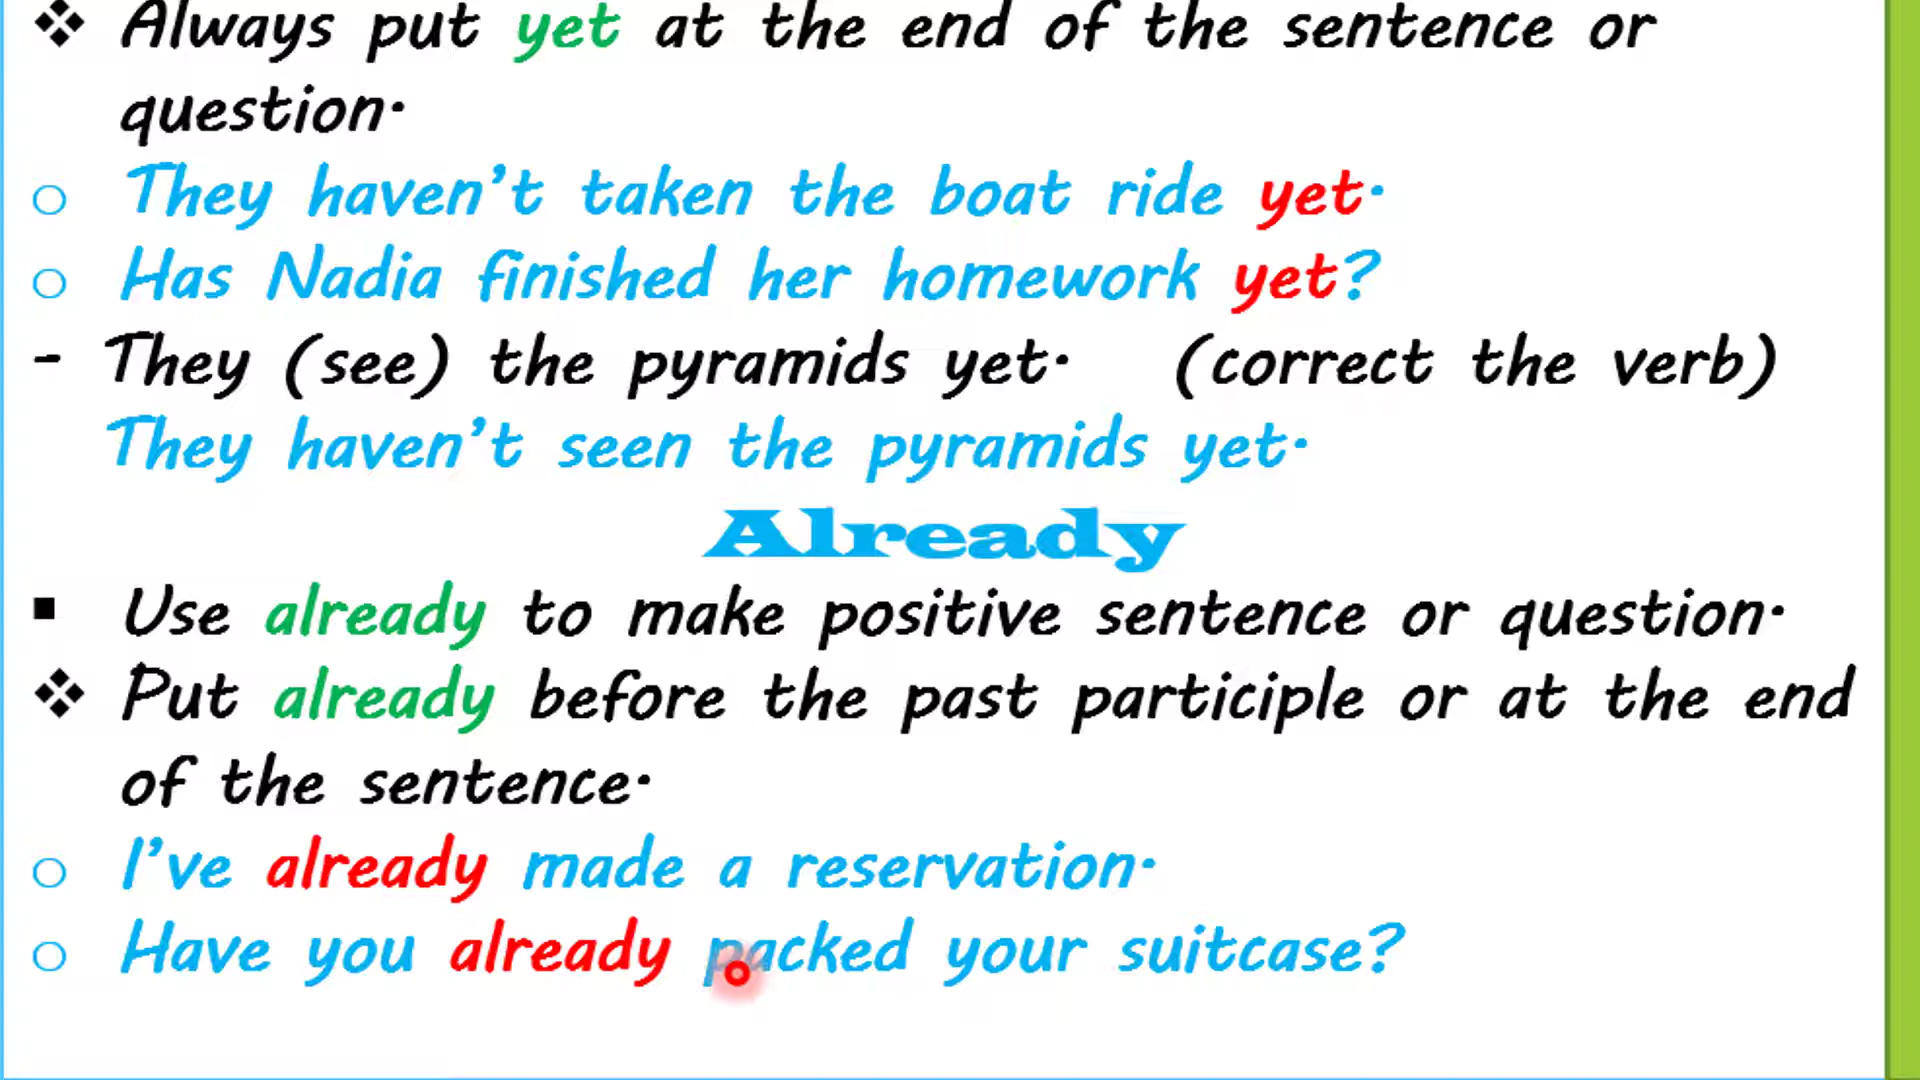 ❖ Always put yet at the end of the sentence or
question.
o They haven't taken the boat ride yet.
o Has Nadia finished her homework yet?
- They (see) the pyramids yet. (correct the verb)
They haven't seen the pyramids yet.
Already
▪ Use already to make positive sentence or question.
❖ Put already before the past participle or at the end
of the sentence.
o I've already made a reservation.
o Have you already packed your suitcase?